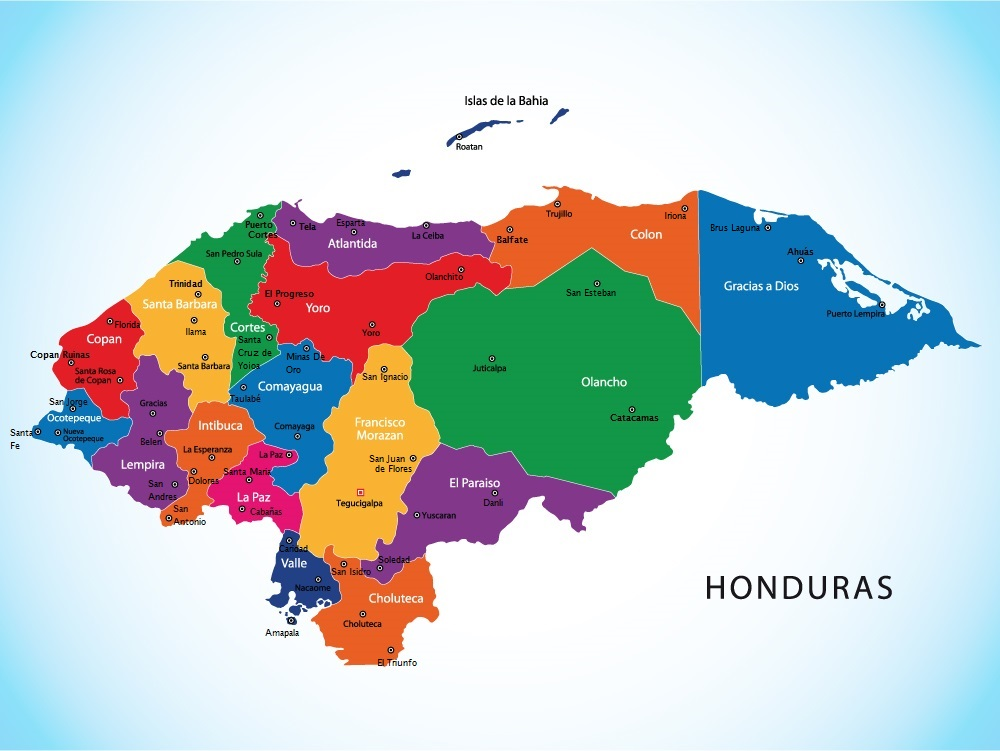 Islas de la Bahia
Roatan
Trujillo
Iriona
Puerto
Cortes
Tela
Esparta
La Ceiba
Balfate
Colon
Brus Laguna
Atlantida
San Pedro Sula
Ahuás
Olanchito
Gracias a Dios
Trinidad
El Progreso
San Esteban
Santa Barbara
Yoro
Puerto Lempira
Florida
Ilama
Cortes
Yoro
Copan
Santa
Cruz de
Yojoa
Copan Ruinas
Minas De
Oro
Santa Barbara
Juticalpa
Santa Rosa
de Copan
San Ignacio
Comayagua
Olancho
Taulabé
San Jorge
Gracias
Ocotepeque
Catacamas
Intibuca
Francisco
Morazan
Santa
Fe
Nueva
Ocotepeque
Comayaga
Belen
La Esperanza
La Paz
San Juan
de Flores
Lempira
Santa Maria
Dolores
El Paraiso
San
Andres
La Paz
Danli
Tegucigalpa
Cabañas
San
Antonio
Yuscaran
Caridad
Valle
Soledad
San Isidro
Nacaome
Choluteca
HONDURAS
Choluteca
Amapala
El Triunfo